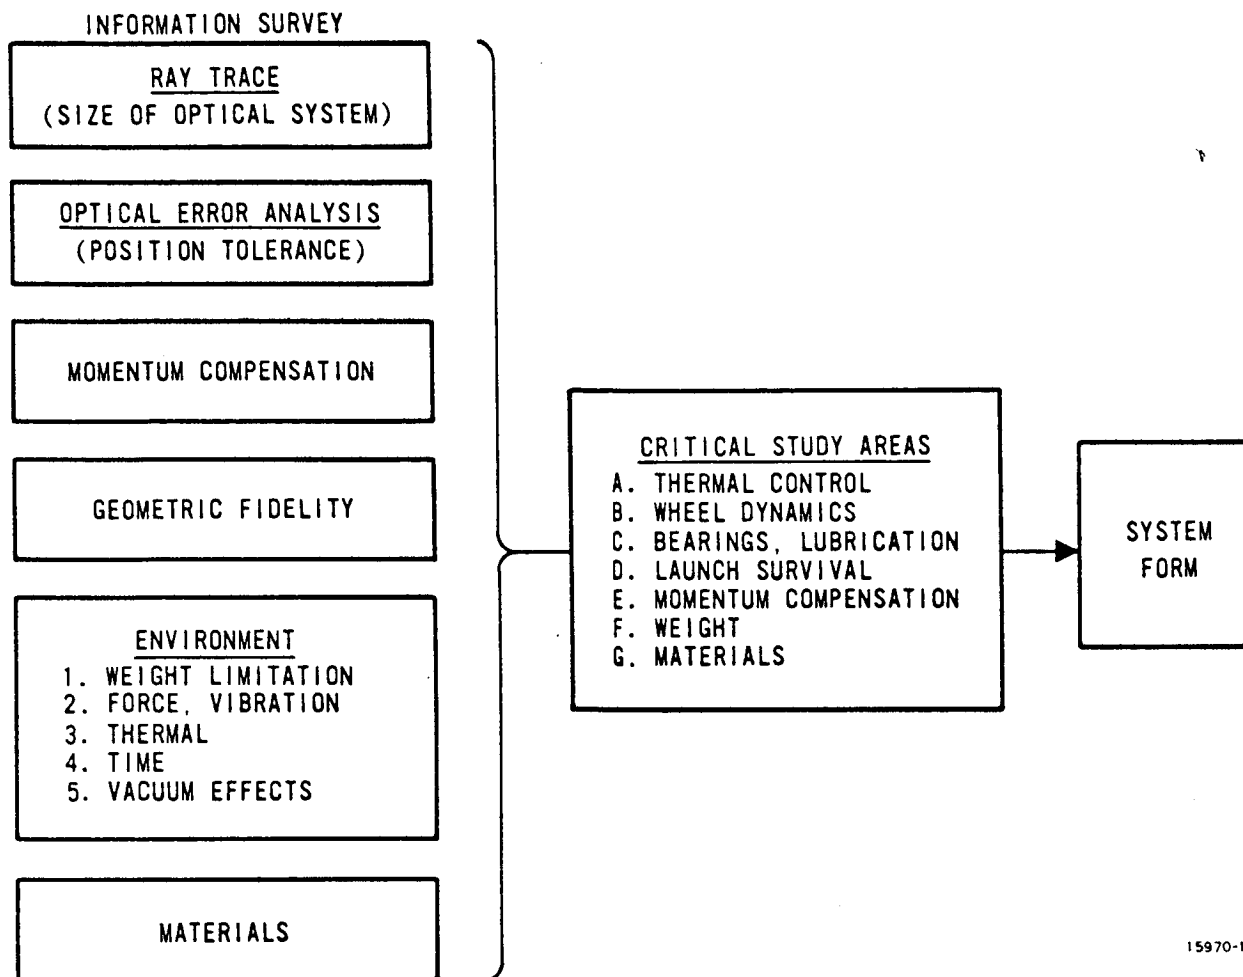 INFORMATION SURVEY
RAY TRACE
(SIZE OF OPTICAL SYSTEM)
OPTICAL ERROR ANALYSIS
(POSITION TOLERANCE)
MOMENTUM COMPENSATION
GEOMETRIC FIDELITY
ENVIRONMENT
1. WEIGHT LIMITATION
2. FORCE, VIBRATION
3. THERMAL
4. TIME
5. VACUUM EFFECTS
MATERIALS
CRITICAL STUDY AREAS
A. THERMAL CONTROL
B. WHEEL DYNAMICS
C. BEARINGS, LUBRICATION
D. LAUNCH SURVIVAL
E. MOMENTUM COMPENSATION
F. WEIGHT
G. MATERIALS
SYSTEM
FORM
15970-1